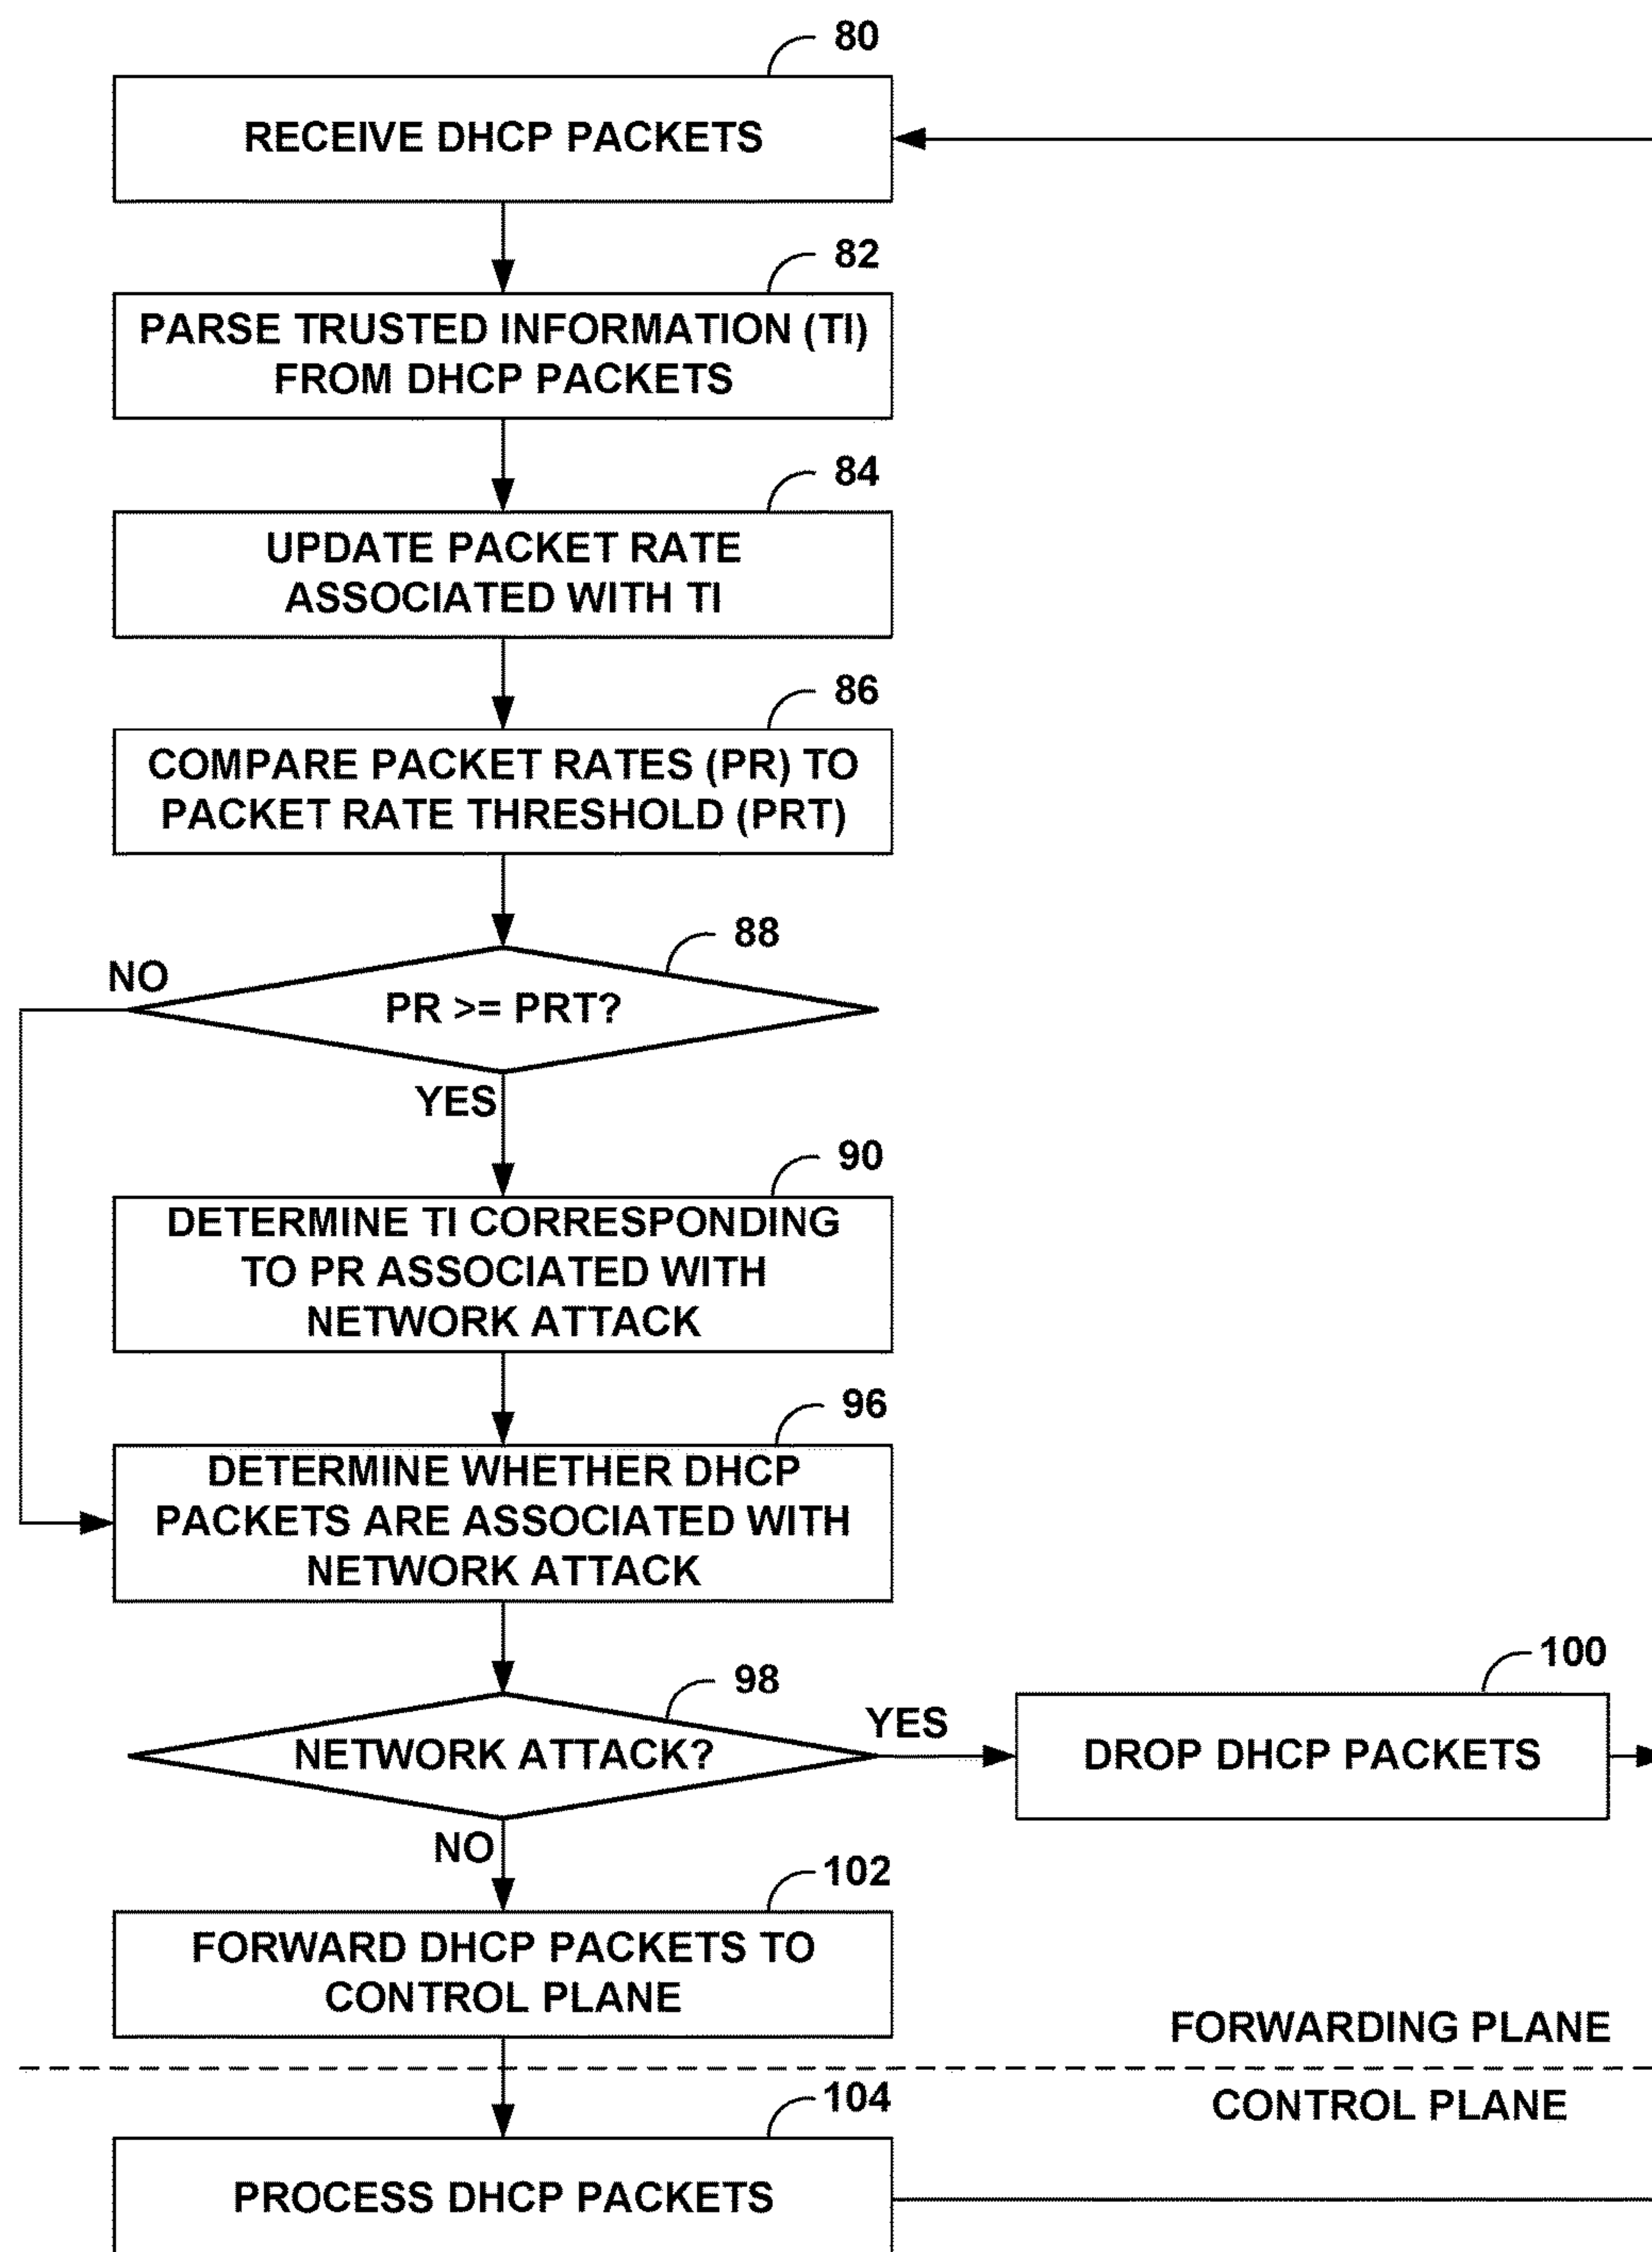 80
RECEIVE DHCP PACKETS
82
PARSE TRUSTED INFORMATION (TI)
FROM DHCP PACKETS
84
UPDATE PACKET RATE
ASSOCIATED WITH TI
86
COMPARE PACKET RATES (PR) TO
PACKET RATE THRESHOLD (PRT)
88
NO
PR >= PRT?
YES
90
DETERMINE TI CORRESPONDING
TO PR ASSOCIATED WITH
NETWORK ATTACK
96
DETERMINE WHETHER DHCP
PACKETS ARE ASSOCIATED WITH
NETWORK ATTACK
98
NETWORK ATTACK?
YES
100
DROP DHCP PACKETS
NO
102
FORWARD DHCP PACKETS TO
CONTROL PLANE
FORWARDING PLANE
CONTROL PLANE
104
PROCESS DHCP PACKETS